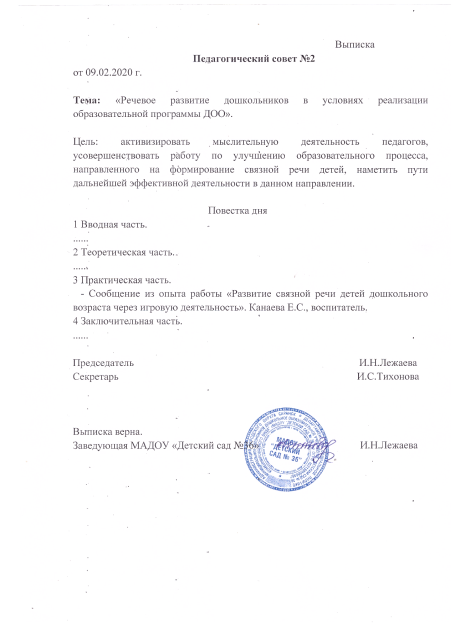 Выписка
Педагогический совет №2
от 09.02.2020 г.
Тема: «Речевое развитие дошкольников в условиях реализации
образовательной программы ДОО».
Цель: активизировать мыслительную деятельность педагогов,
усовершенствовать работу по улучшению образовательного процесса,
направленного на формирование связной речи детей, наметить пути
дальнейшей эффективной деятельности в данном направлении.
Повестка дня
1 Вводная часть.
......
2 Теоретическая часть.
......
3 Практическая часть.
- Сообщение из опыта работы «Развитие связной речи детей дошкольного
возраста через игровую деятельность». Канаева Е.С., воспитатель.
4 Заключительная часть.
......
Председатель И.Н.Лежаева
Секретарь И.С.Тихонова
Выписка верна.
Заведующая МАДОУ «Детский сад №36» И.Н.Лежаева
МАДОУ
"ДЕТСКИЙ
САД № 36"